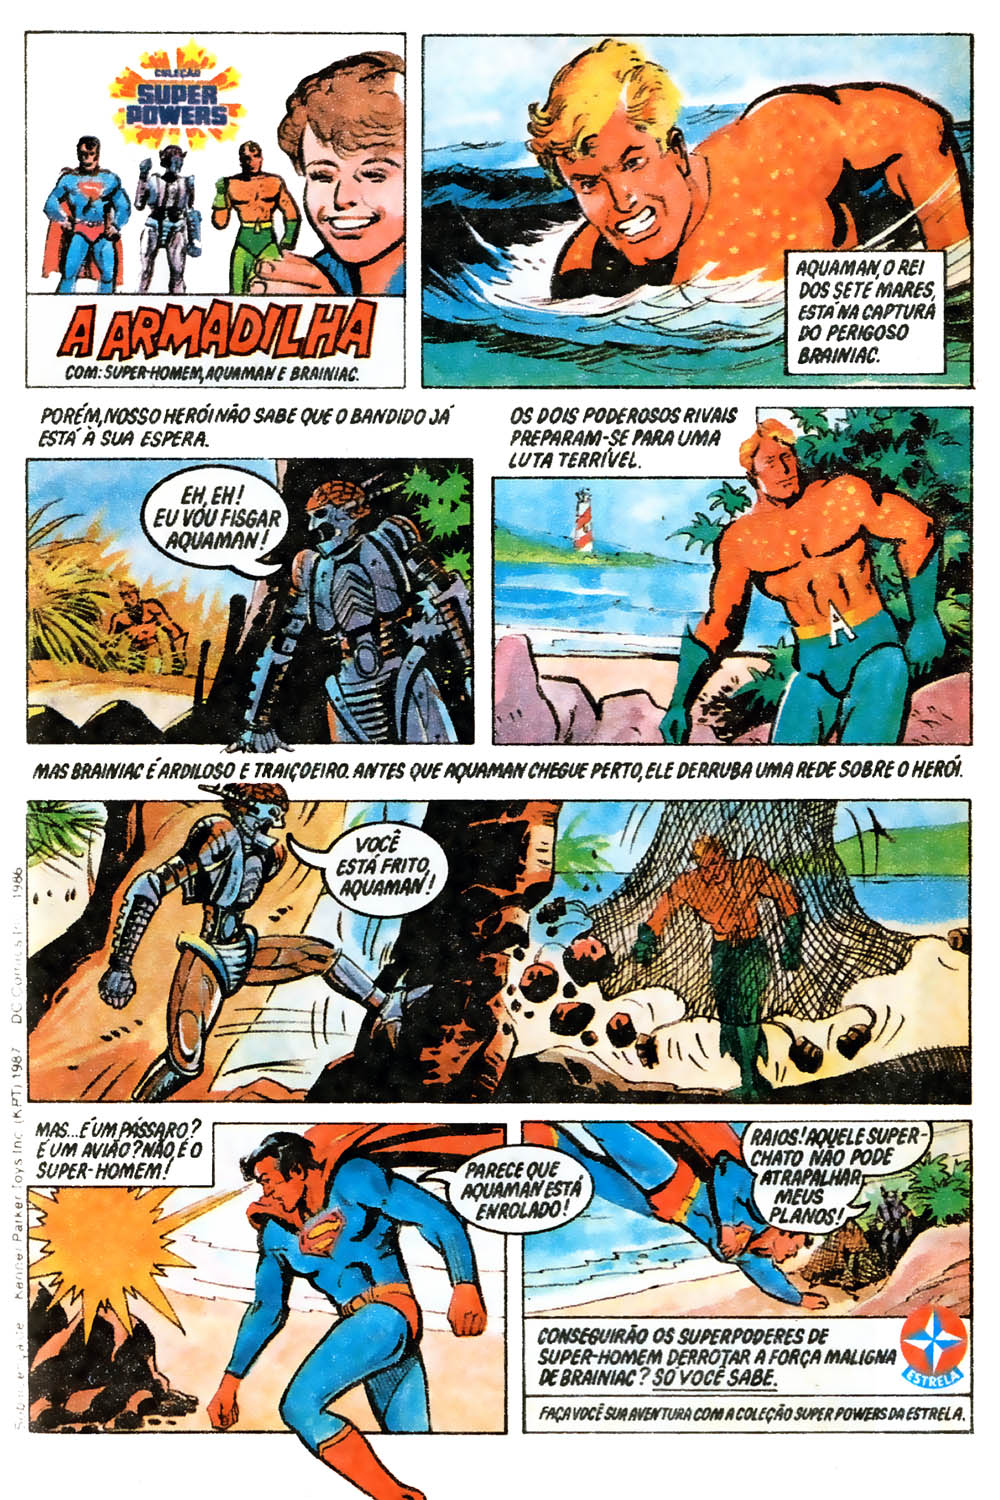 COLEÇÃO
SUPER
POWERS
A ARMADILHA
COM: SUPER-HOMEM, AQUAMAN E BRAINIAC.
AQUAMAN, O REI
DOS SETE MARES,
ESTÁ NA CAPTURA
DO PERIGOSO
BRAINIAC.
PORÉM, NOSSO HERÓI NÃO SABE QUE O BANDIDO JÁ
ESTÁ À SUA ESPERA.
EH, EH!
EU VOU FISGAR
AQUAMAN!
OS DOIS PODEROSOS RIVAIS
PREPARAM-SE PARA UMA
LUTA TERRÍVEL.
A
MAS BRAINIAC É ARDILOSO E TRAIÇOEIRO. ANTES QUE AQUAMAN CHEGUE PERTO, ELE DERRUBA UMA REDE SOBRE O HERÓI.
VOCÊ
ESTÁ FRITO,
AQUAMAN!
MAS... É UM PÁSSARO?
É UM AVIÃO? NÃO É O
SUPER-HOMEM!
PARECE QUE
AQUAMAN ESTÁ
ENROLADO!
RAIOS! AQUELE SUPER-
CHATO NÃO PODE
ATRAPALHAR
MEUS
PLANOS!
CONSEGUIRÃO OS SUPERPODERES DE
SUPER-HOMEM DERROTAR A FORÇA MALIGNA
DE BRAINIAC? SÓ VOCÊ SABE.
ESTRELA
FAÇA VOCÊ SUA AVENTURA COM A COLEÇÃO SUPER POWERS DA ESTRELA.
Kenner Parker Toys Inc (KPT) 1987 DC Comics 1986